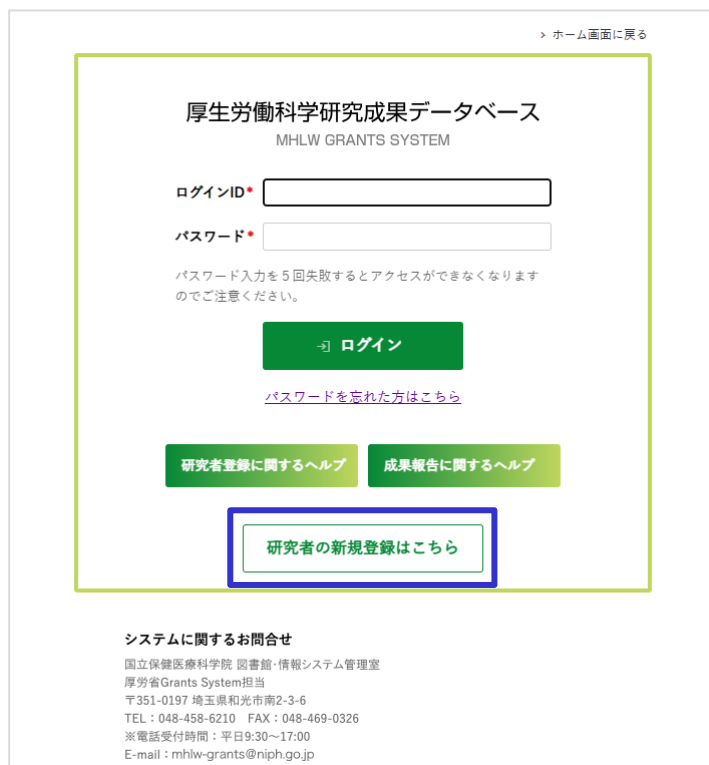 › ホーム画面に戻る
厚生労働科学研究成果データベース
MHLW GRANTS SYSTEM
ログインID*
パスワード*
パスワード入力を5回失敗するとアクセスができなくなります
のでご注意ください。
ログイン
パスワードを忘れた方はこちら
研究者登録に関するヘルプ 成果報告に関するヘルプ
研究者の新規登録はこちら
システムに関するお問合せ
国立保健医療科学院 図書館・情報システム管理室
厚労省Grants System担当
〒351-0197 埼玉県和光市南2-3-6
TEL：048-458-6210 FAX：048-469-0326
※電話受付時間：平日9:30～17:00
E-mail：mhlw-grants@niph.go.jp